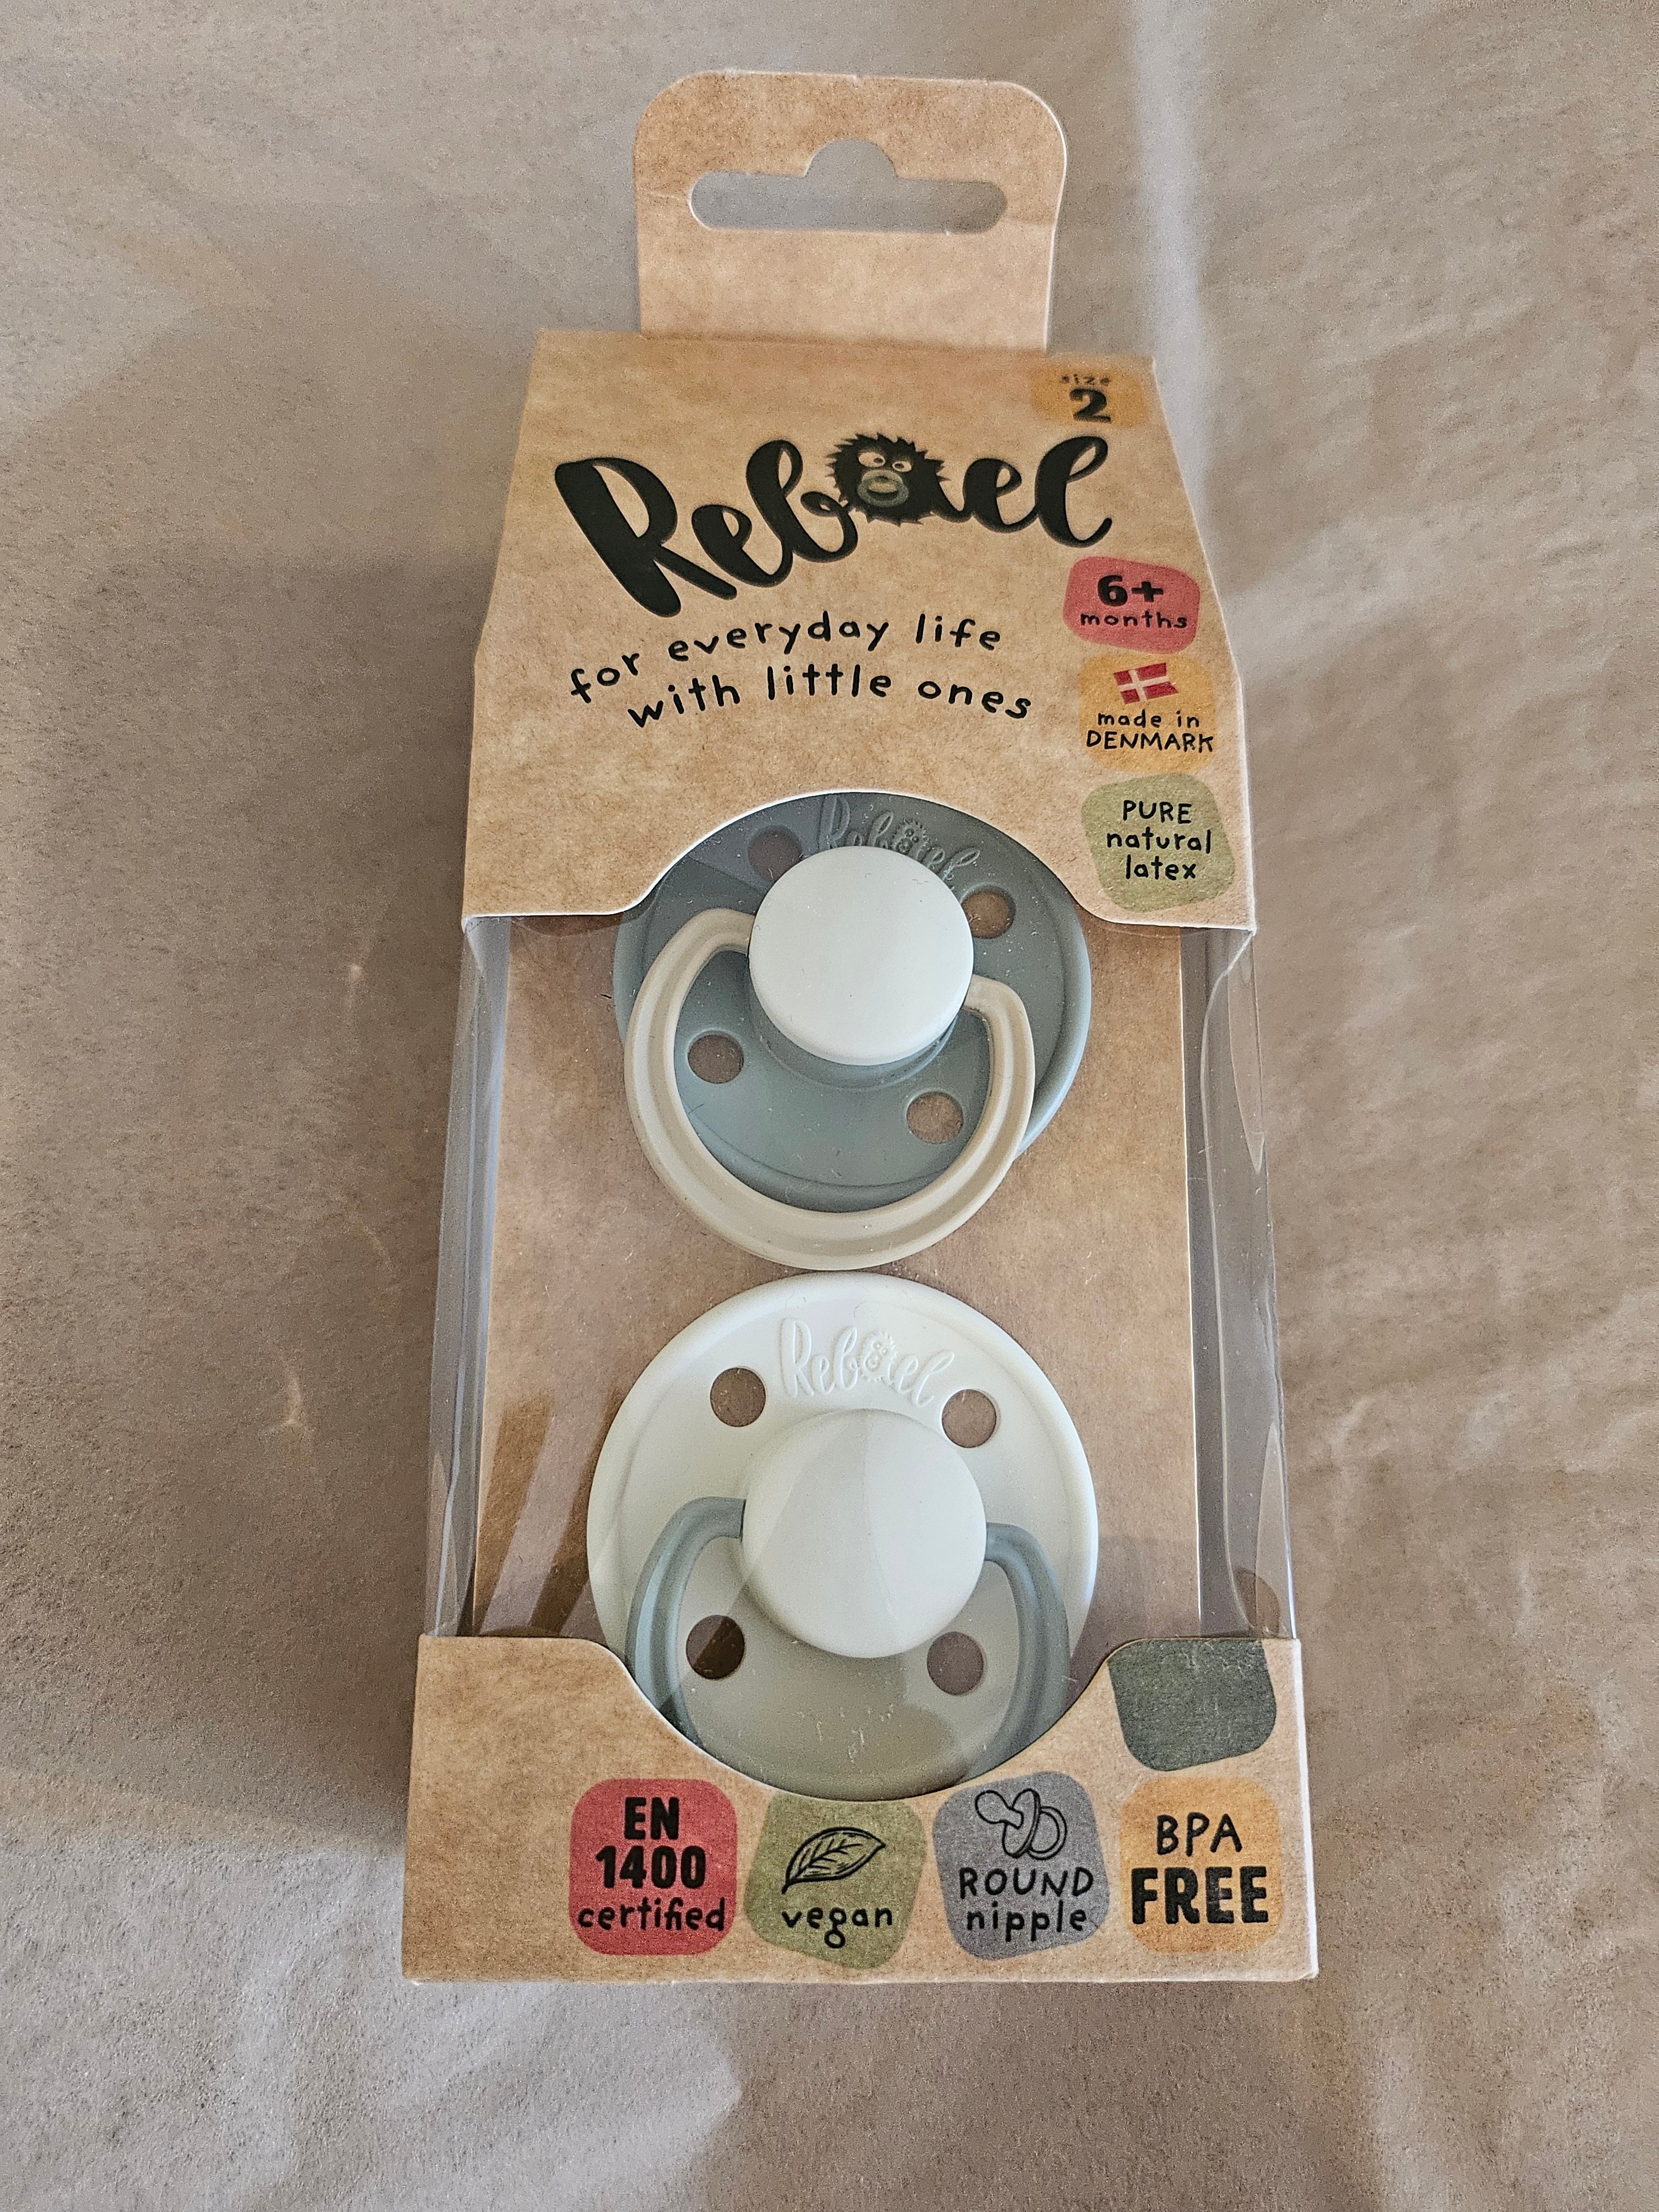 size
2
Rebael
for everyday life
with little ones
6+
months
made in
DENMARK
PURE
natural
latex
Rebael
Rebael
EN
1400
certified
vegan
ROUND
nipple
BPA
FREE